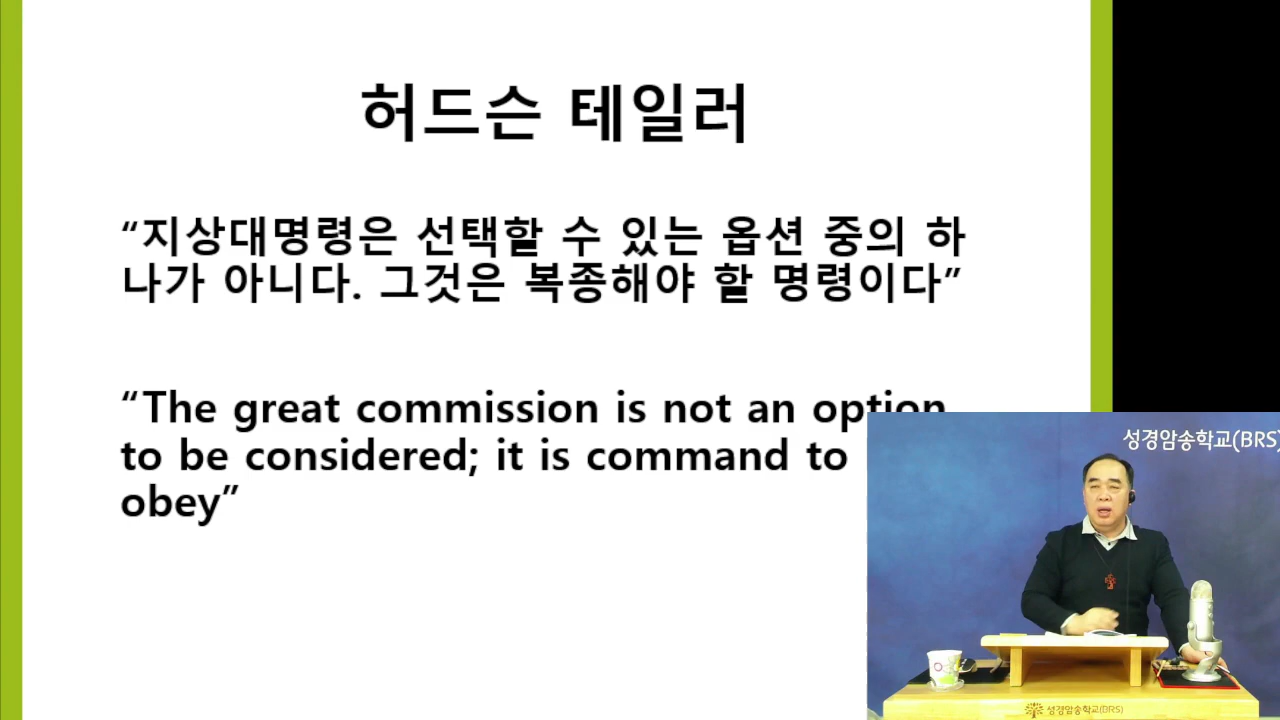 허드슨 테일러
“지상대명령은 선택할 수 있는 옵션 중의 하
나가 아니다. 그것은 복종해야 할 명령이다”
“The great commission is not an option
to be considered; it is command to
obey”
성경암송학교(BRS)
성경암송학교(BRS)